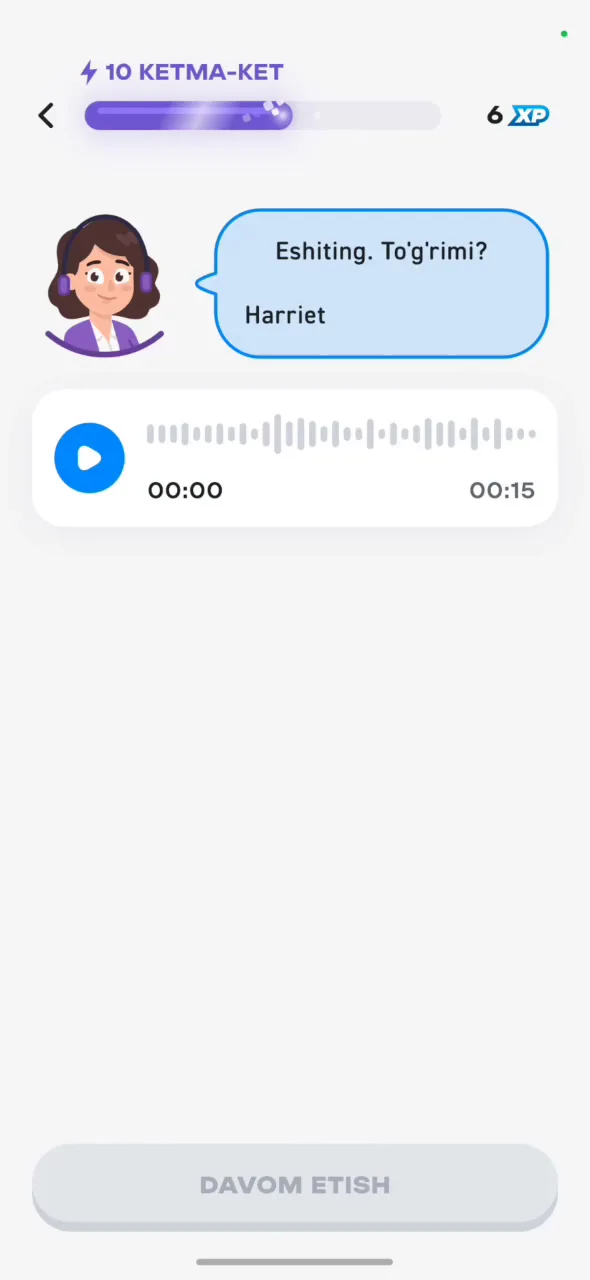 10 KETMA-KET
6 XP
Eshiting. To'g'rimi?
Harriet
00:00
00:15
DAVOM ETISH